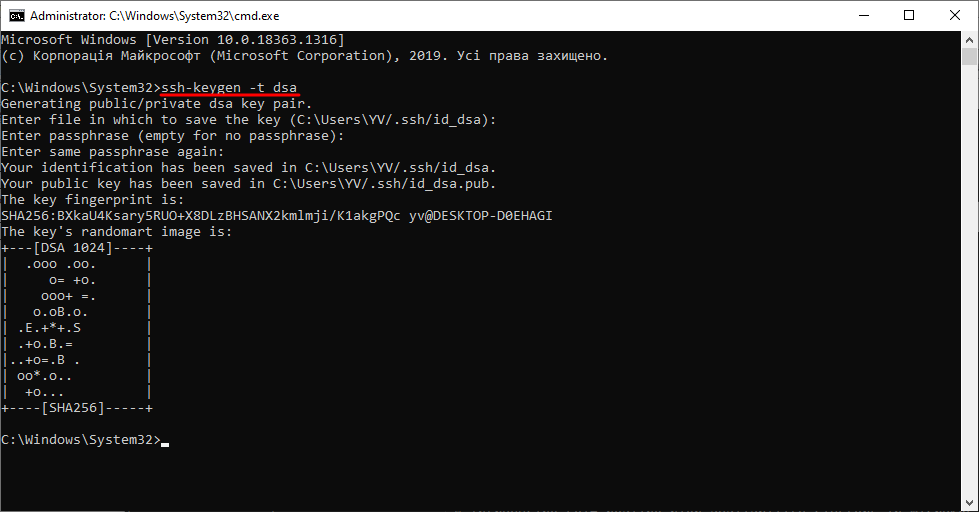 Administrator: C:\Windows\System32\cmd.exe
Microsoft Windows [Version 10.0.18363.1316]
(c) Корпорація Майкрософт (Microsoft Corporation), 2019. Усі права захищено.

C:\Windows\System32>ssh-keygen -t dsa
Generating public/private dsa key pair.
Enter file in which to save the key (C:\Users\YV/.ssh/id_dsa):
Enter passphrase (empty for no passphrase):
Enter same passphrase again:
Your identification has been saved in C:\Users\YV/.ssh/id_dsa.
Your public key has been saved in C:\Users\YV/.ssh/id_dsa.pub.
The key fingerprint is:
SHA256:BXkaU4Ksary5RUO+X8DLzBHSANX2kmlmji/K1akgPQc yv@DESKTOP-D0EHAGI
The key's randomart image is:
+---[DSA 1024]----+
|  .ooo .oo.      |
|     o= +o.      |
|    ooo+ =.      |
|   o.oB.o.       |
| .E.+*+.S        |
| .+o.B.=         |
|..+o=.B .        |
| oo*.o..         |
|  +o...          |
+----[SHA256]-----+

C:\Windows\System32>